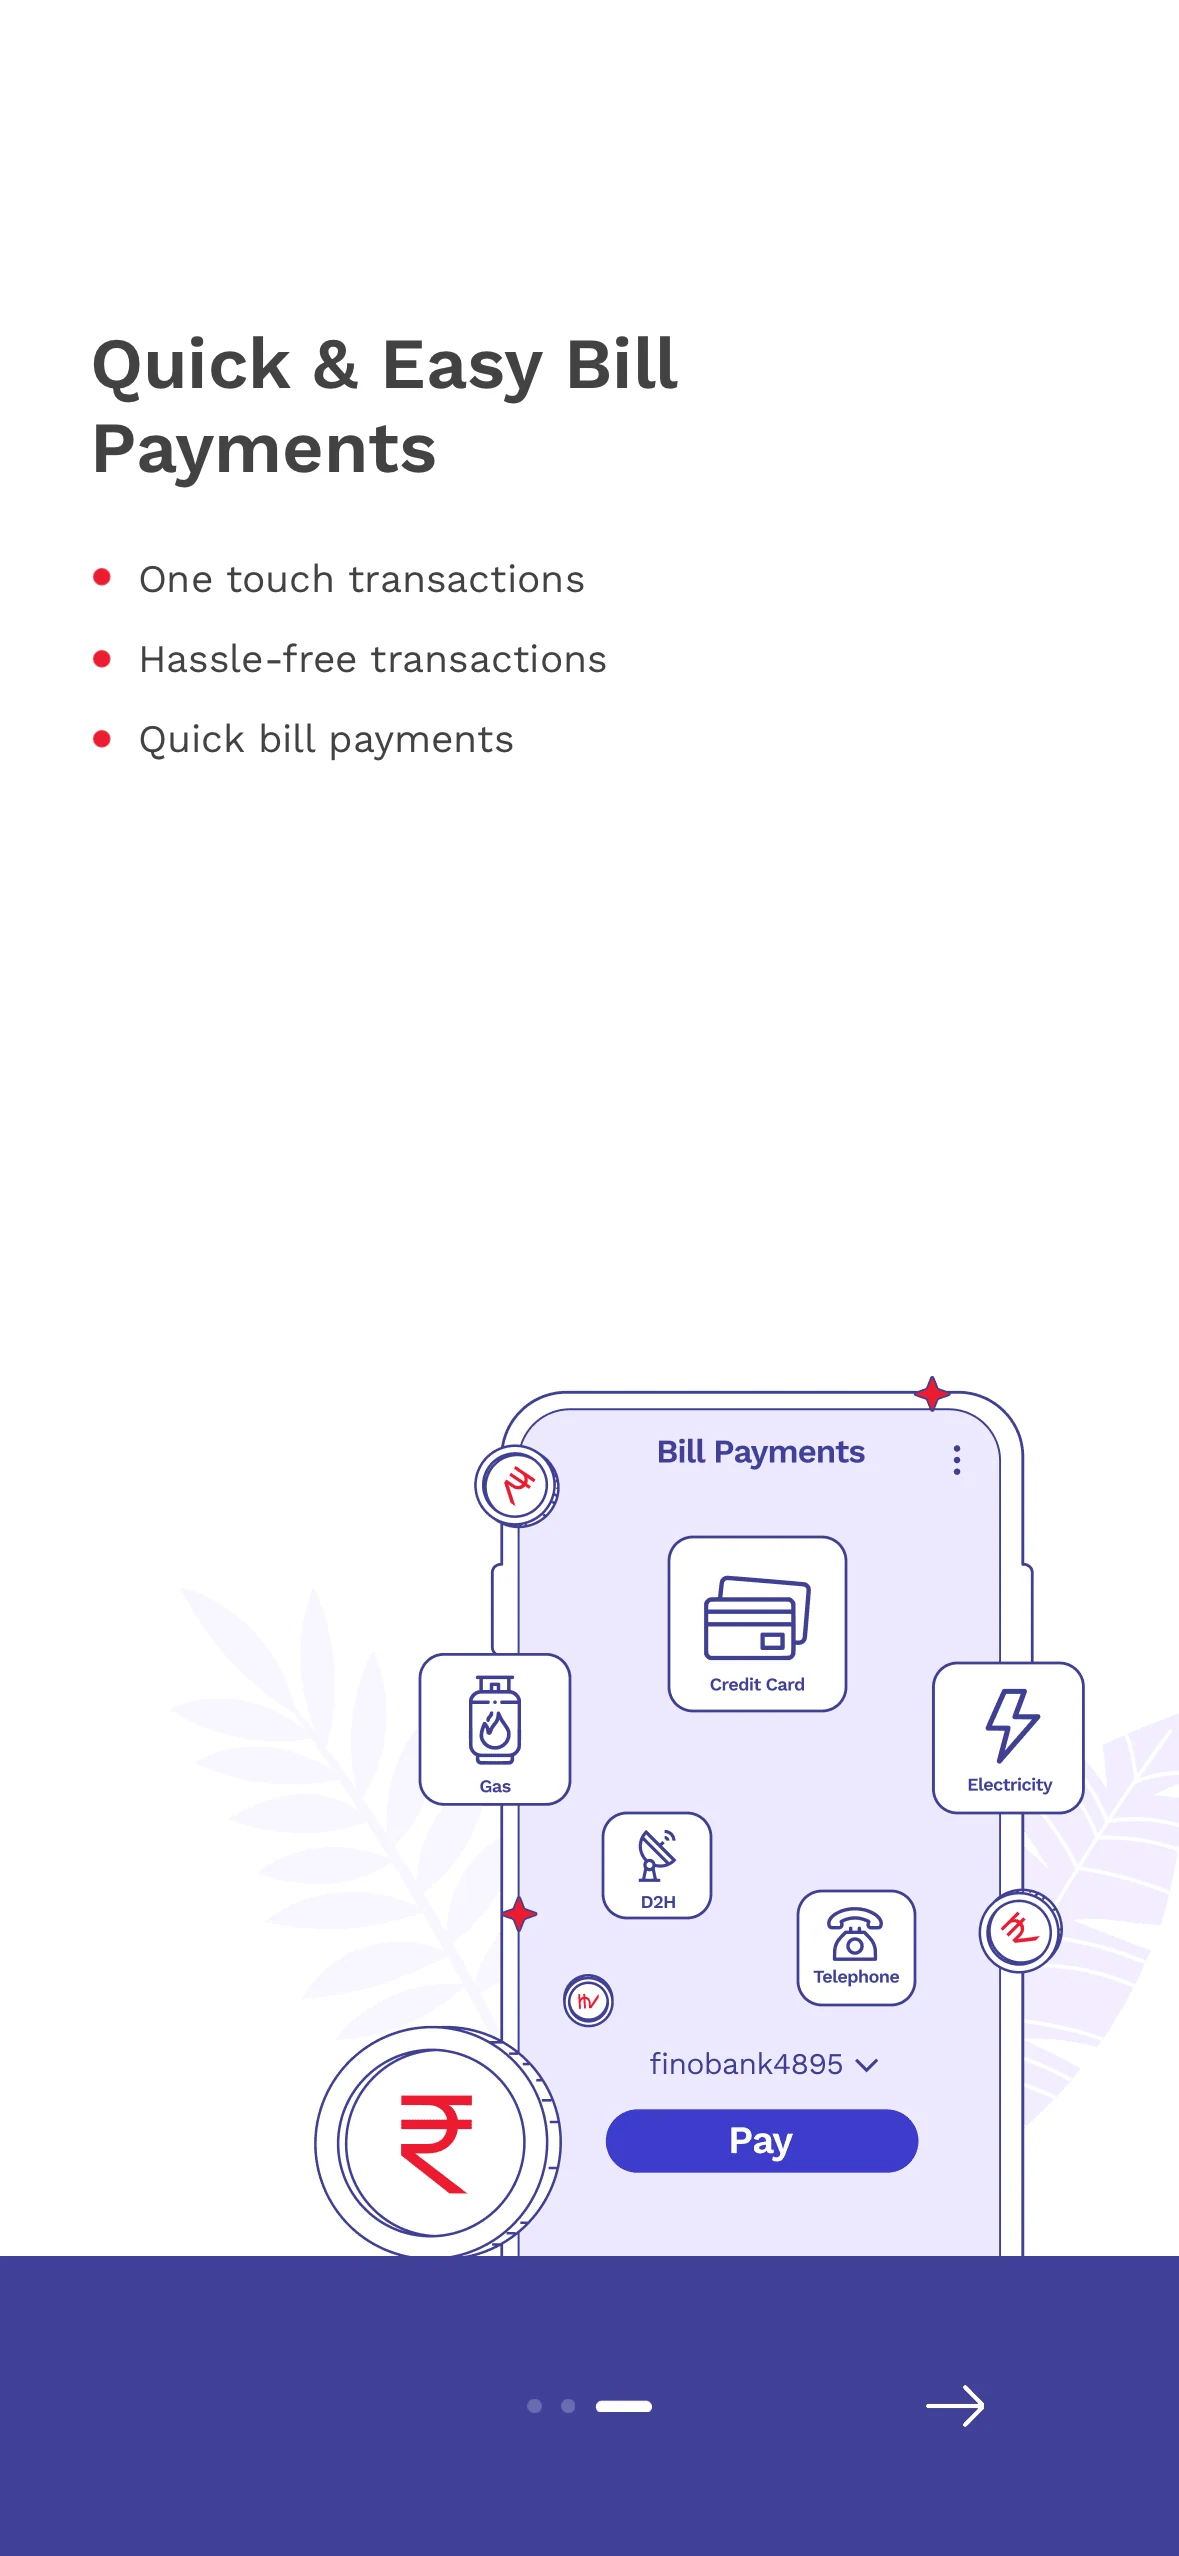 Quick & Easy Bill
Payments
One touch transactions
Hassle-free transactions
Quick bill payments
Bill Payments
₹
Credit Card
Gas
Electricity
D2H
Telephone
₹
₹
finobank4895
₹
Pay